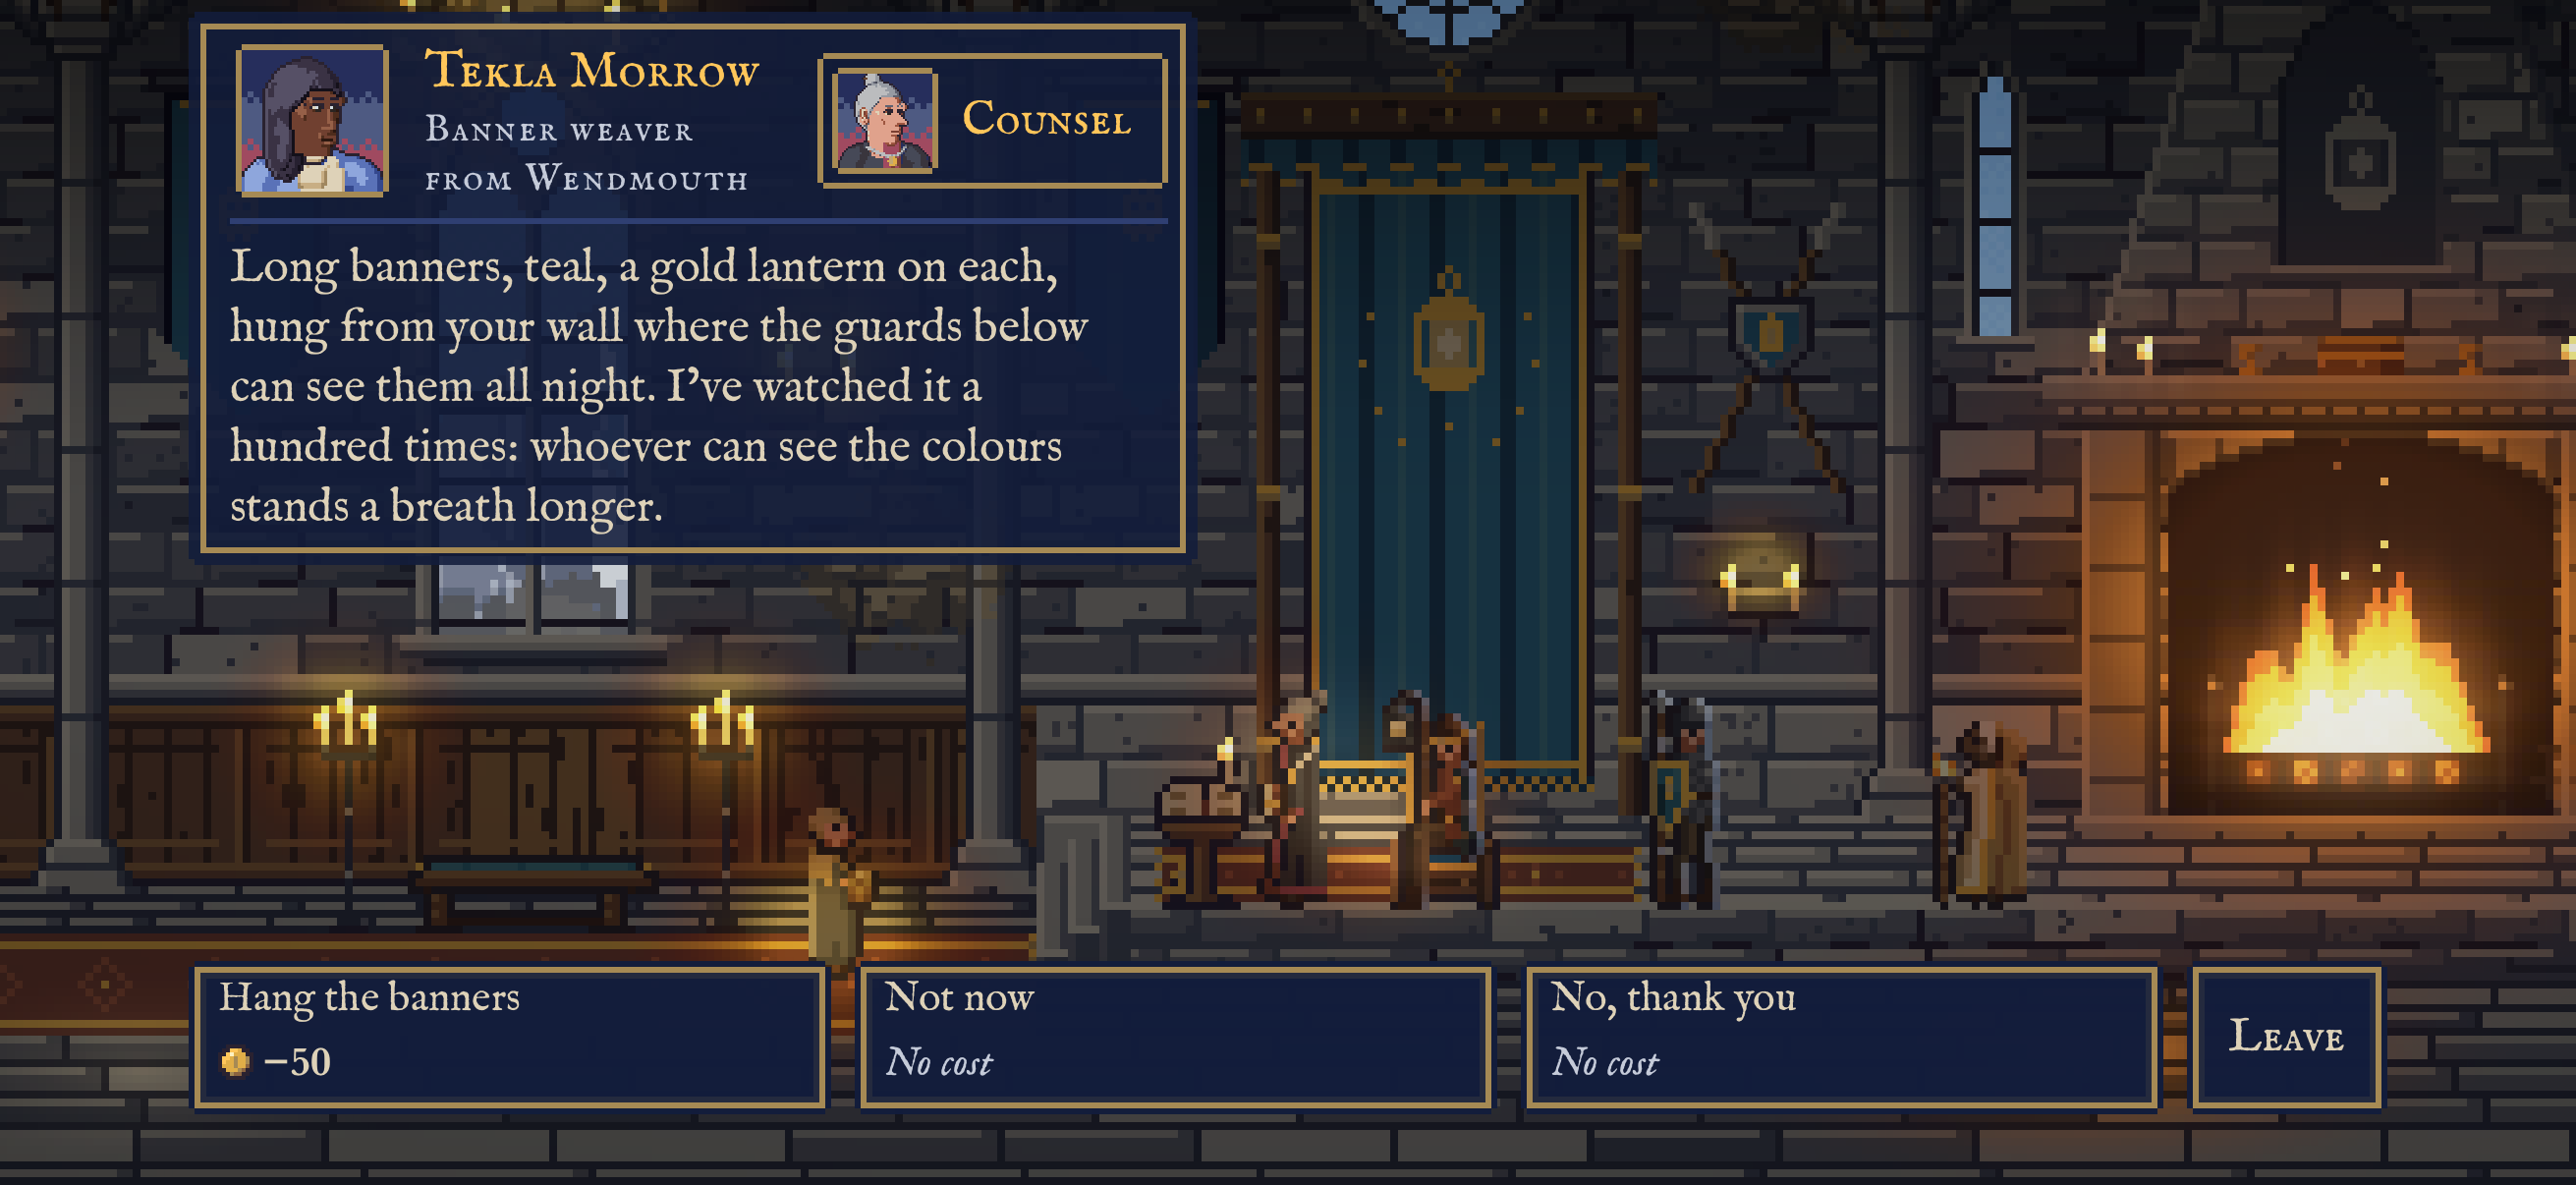 Tekla Morrow
Banner weaver
from Wendmouth
Counsel
Long banners, teal, a gold lantern on each,
hung from your wall where the guards below
can see them all night. I've watched it a
hundred times: whoever can see the colours
stands a breath longer.
Hang the banners
−50
Not now
No cost
No, thank you
No cost
Leave